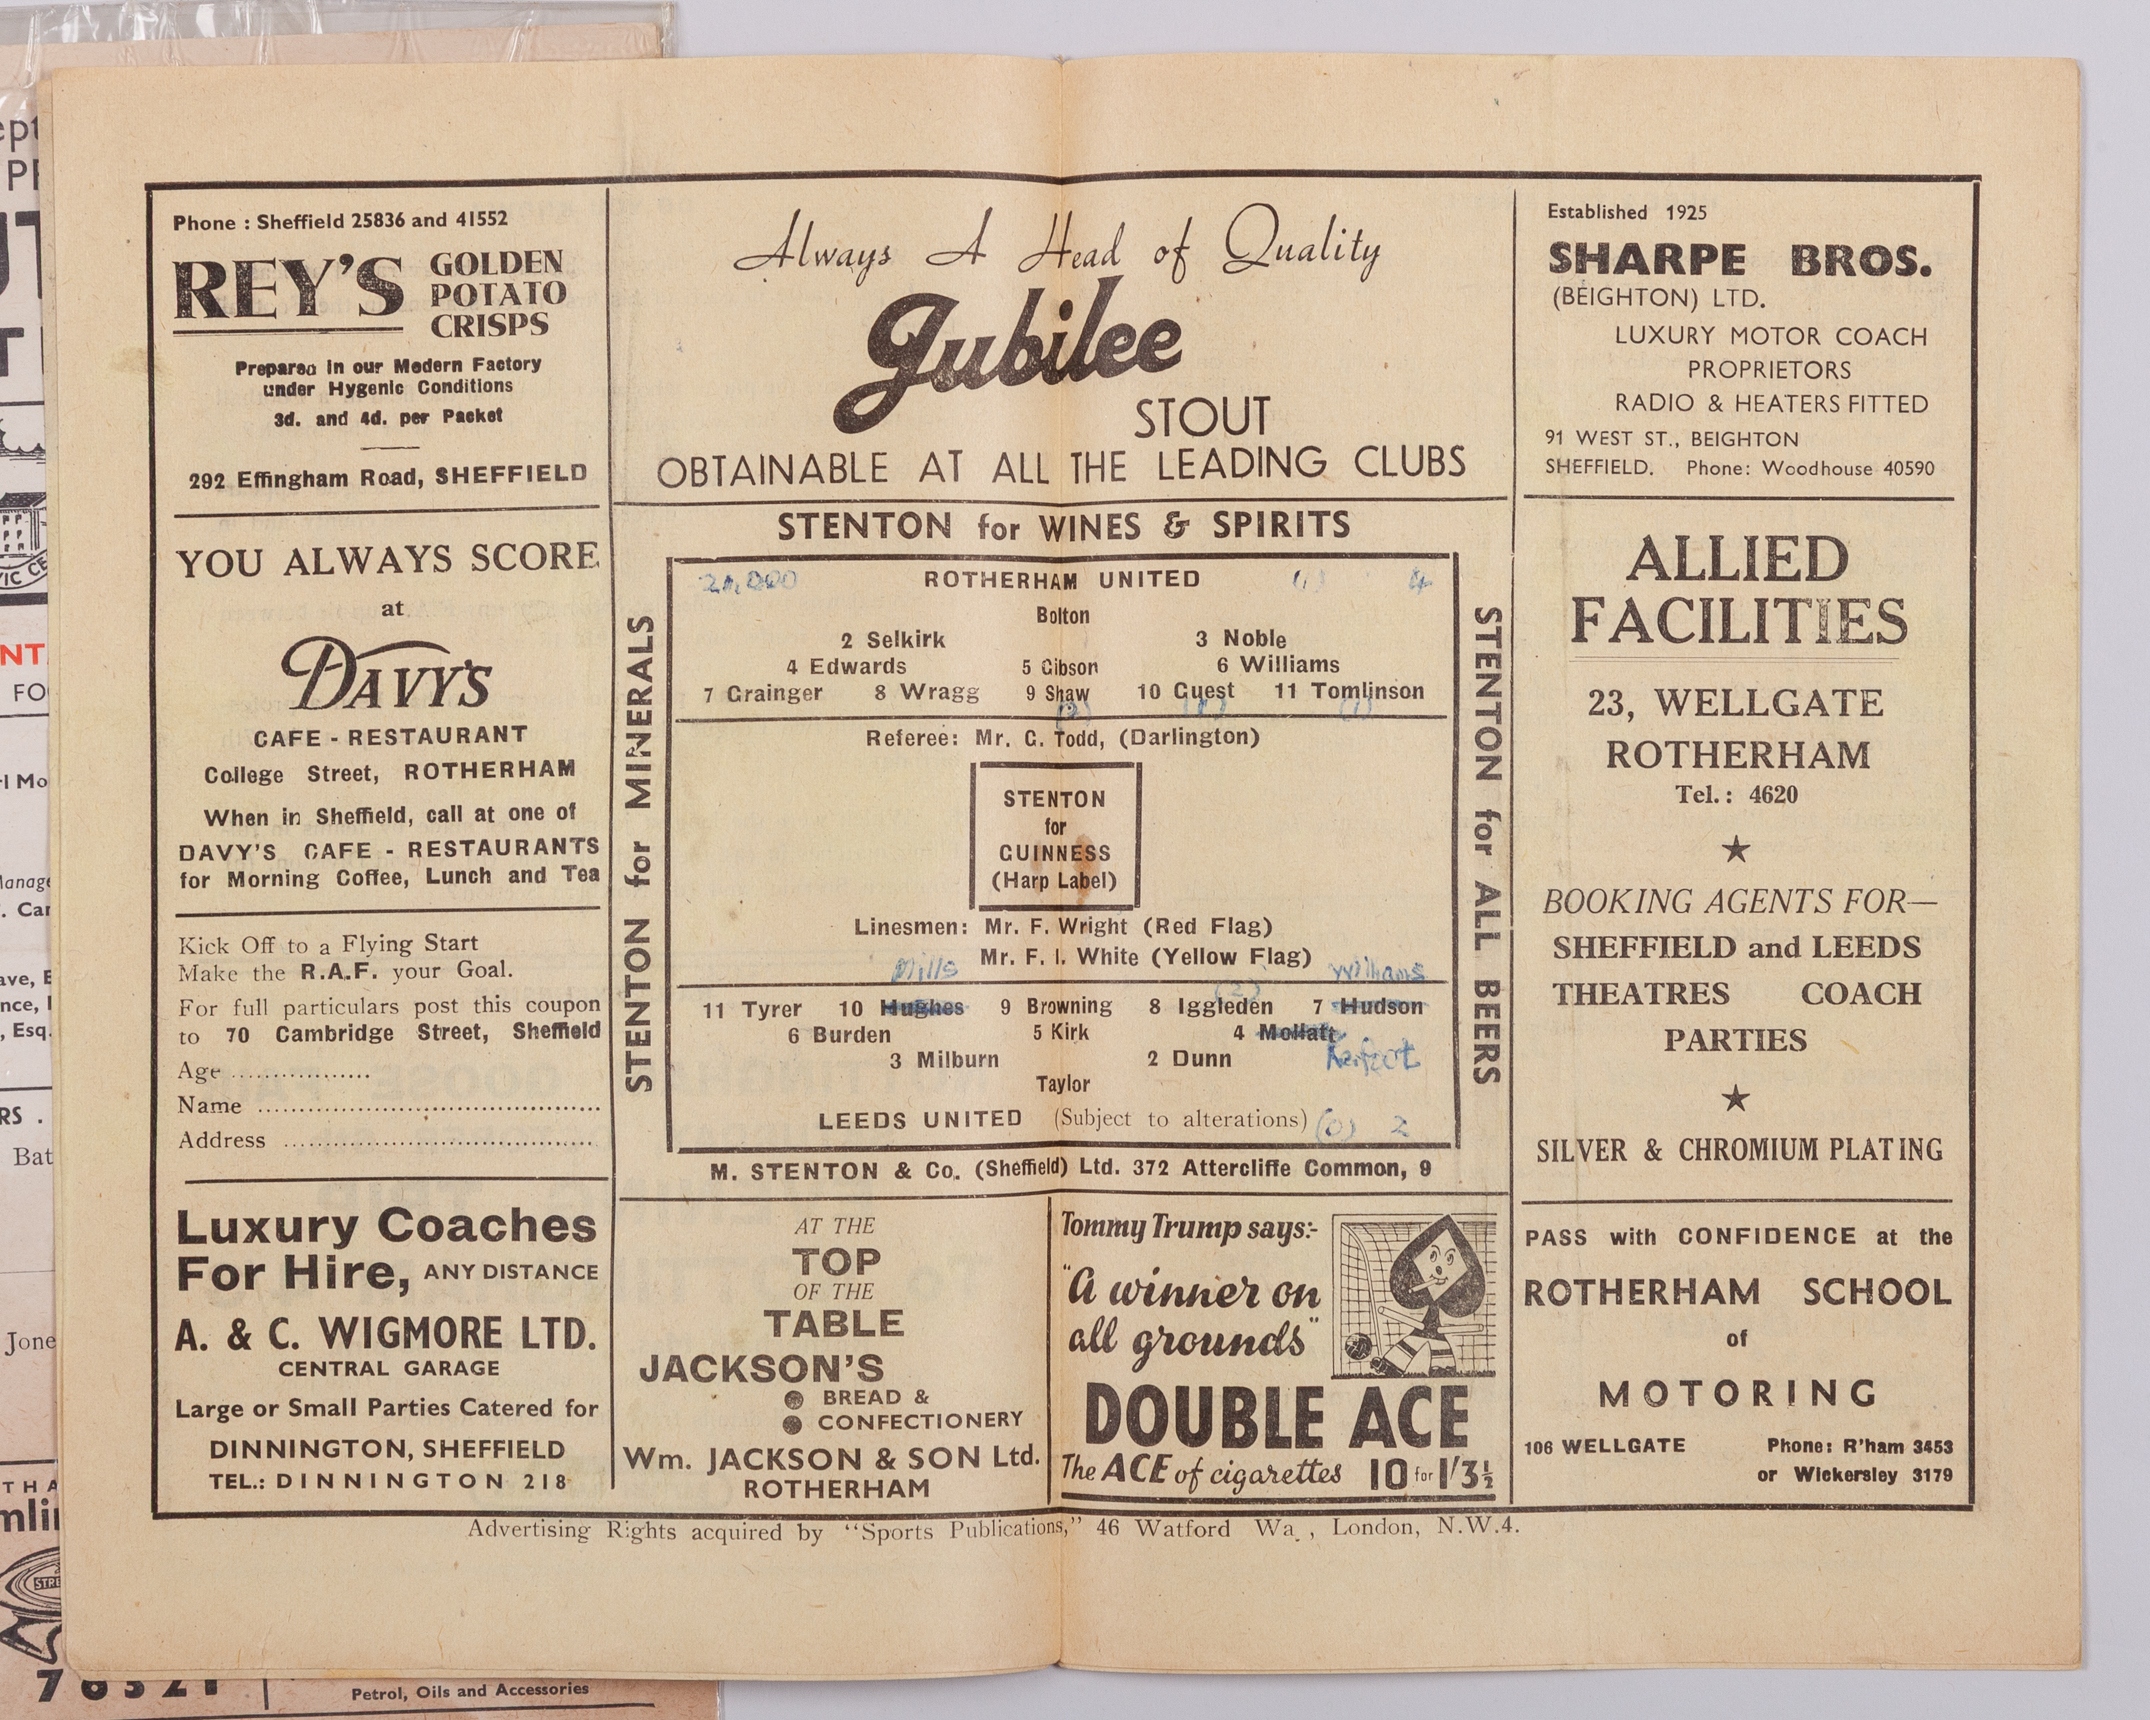 Phone : Sheffield 25836 and 41552
REY'S GOLDEN
POTATO
CRISPS
Prepared in our Modern Factory
under Hygenic Conditions
3d. and 4d. per Packet
292 Effingham Road, SHEFFIELD
YOU ALWAYS SCORE
at
DAVY'S
CAFE - RESTAURANT
College Street, ROTHERHAM
When in Sheffield, call at one of
DAVY'S CAFE - RESTAURANTS
for Morning Coffee, Lunch and Tea
Kick Off to a Flying Start
Make the R.A.F. your Goal.
For full particulars post this coupon
to 70 Cambridge Street, Sheffield
Age ..................
Name ..................................................
Address ............................................
Luxury Coaches
For Hire, ANY DISTANCE
A. & C. WIGMORE LTD.
CENTRAL GARAGE
Large or Small Parties Catered for
DINNINGTON, SHEFFIELD
TEL.: DINNINGTON 218
Always A Head of Quality
Jubilee
STOUT
OBTAINABLE AT ALL THE LEADING CLUBS
STENTON for WINES & SPIRITS
STENTON for MINERALS
ROTHERHAM UNITED (1) 4
Bolton
2 Selkirk 3 Noble
4 Edwards 5 Gibson 6 Williams
7 Grainger 8 Wragg 9 Shaw 10 Guest 11 Tomlinson
(2) (1) (1)
Referee: Mr. G. Todd, (Darlington)
STENTON
for
GUINNESS
(Harp Label)
Linesmen: Mr. F. Wright (Red Flag)
Mr. F. I. White (Yellow Flag)
Mills (2) Williams
11 Tyrer 10 Hughes 9 Browning 8 Iggleden 7 Hudson
6 Burden 5 Kirk 4 Mollatt
3 Milburn 2 Dunn Kerfoot
Taylor
LEEDS UNITED (Subject to alterations) (0) 2
STENTON for ALL BEERS
M. STENTON & Co. (Sheffield) Ltd. 372 Attercliffe Common, 9
AT THE
TOP
OF THE
TABLE
JACKSON'S
● BREAD &
● CONFECTIONERY
Wm. JACKSON & SON Ltd.
ROTHERHAM
Tommy Trump says:-
"A winner on
all grounds"
DOUBLE ACE
The ACE of cigarettes 10 for 1/3½
Established 1925
SHARPE BROS.
(BEIGHTON) LTD.
LUXURY MOTOR COACH
PROPRIETORS
RADIO & HEATERS FITTED
91 WEST ST., BEIGHTON
SHEFFIELD. Phone: Woodhouse 40590
ALLIED
FACILITIES
23, WELLGATE
ROTHERHAM
Tel.: 4620
★
BOOKING AGENTS FOR—
SHEFFIELD and LEEDS
THEATRES COACH
PARTIES
★
SILVER & CHROMIUM PLATING
PASS with CONFIDENCE at the
ROTHERHAM SCHOOL
of
MOTORING
106 WELLGATE Phone: R'ham 3453
or Wickersley 3179
Advertising Rights acquired by "Sports Publications," 46 Watford Wa , London, N.W.4.
Petrol, Oils and Accessories